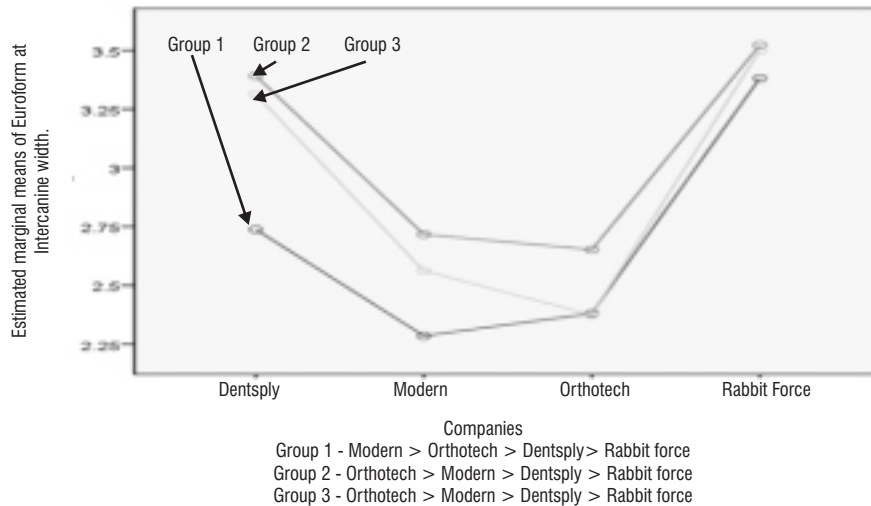 Estimated marginal means of Euroform at
Intercanine width.
3.5
3.25
3
2.75
2.5
2.25
Group 1
Group 2
Group 3
Dentsply
Modern
Orthotech
Rabbit Force
Companies
Group 1 - Modern > Orthotech > Dentsply> Rabbit force
Group 2 - Orthotech > Modern > Dentsply > Rabbit force
Group 3 - Orthotech > Modern > Dentsply > Rabbit force